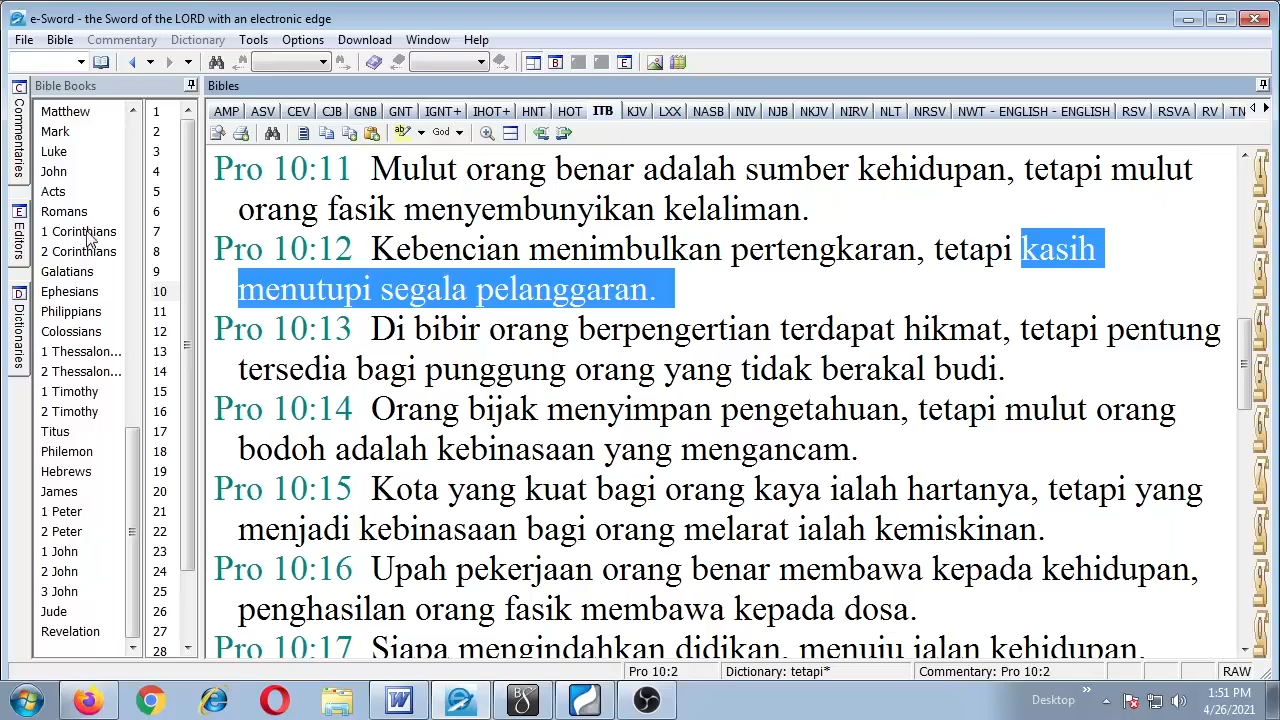 e-Sword - the Sword of the LORD with an electronic edge
File Bible Commentary Dictionary Tools Options Download Window Help
Bible Books
Bibles
Commentaries
Editors
Dictionaries
AMP ASV CEV CJB GNB GNT IGNT+ IHOT+ HNT HOT ITB KJV LXX NASB NIV NJB NKJV NIRV NLT NRSV NWT - ENGLISH - ENGLISH RSV RSVA RV TN
God
Matthew 1
Mark 2
Luke 3
John 4
Acts 5
Romans 6
1 Corinthians 7
2 Corinthians 8
Galatians 9
Ephesians 10
Philippians 11
Colossians 12
1 Thessalon... 13
2 Thessalon... 14
1 Timothy 15
2 Timothy 16
Titus 17
Philemon 18
Hebrews 19
James 20
1 Peter 21
2 Peter 22
1 John 23
2 John 24
3 John 25
Jude 26
Revelation 27
28
Pro 10:11 Mulut orang benar adalah sumber kehidupan, tetapi mulut
orang fasik menyembunyikan kelaliman.
Pro 10:12 Kebencian menimbulkan pertengkaran, tetapi kasih
menutupi segala pelanggaran.
Pro 10:13 Di bibir orang berpengertian terdapat hikmat, tetapi pentung
tersedia bagi punggung orang yang tidak berakal budi.
Pro 10:14 Orang bijak menyimpan pengetahuan, tetapi mulut orang
bodoh adalah kebinasaan yang mengancam.
Pro 10:15 Kota yang kuat bagi orang kaya ialah hartanya, tetapi yang
menjadi kebinasaan bagi orang melarat ialah kemiskinan.
Pro 10:16 Upah pekerjaan orang benar membawa kepada kehidupan,
penghasilan orang fasik membawa kepada dosa.
Pro 10:17 Siapa mengindahkan didikan, menuju jalan kehidupan,
Pro 10:2 Dictionary: tetapi* Commentary: Pro 10:2 RAW
Desktop
1:51 PM
4/26/2021